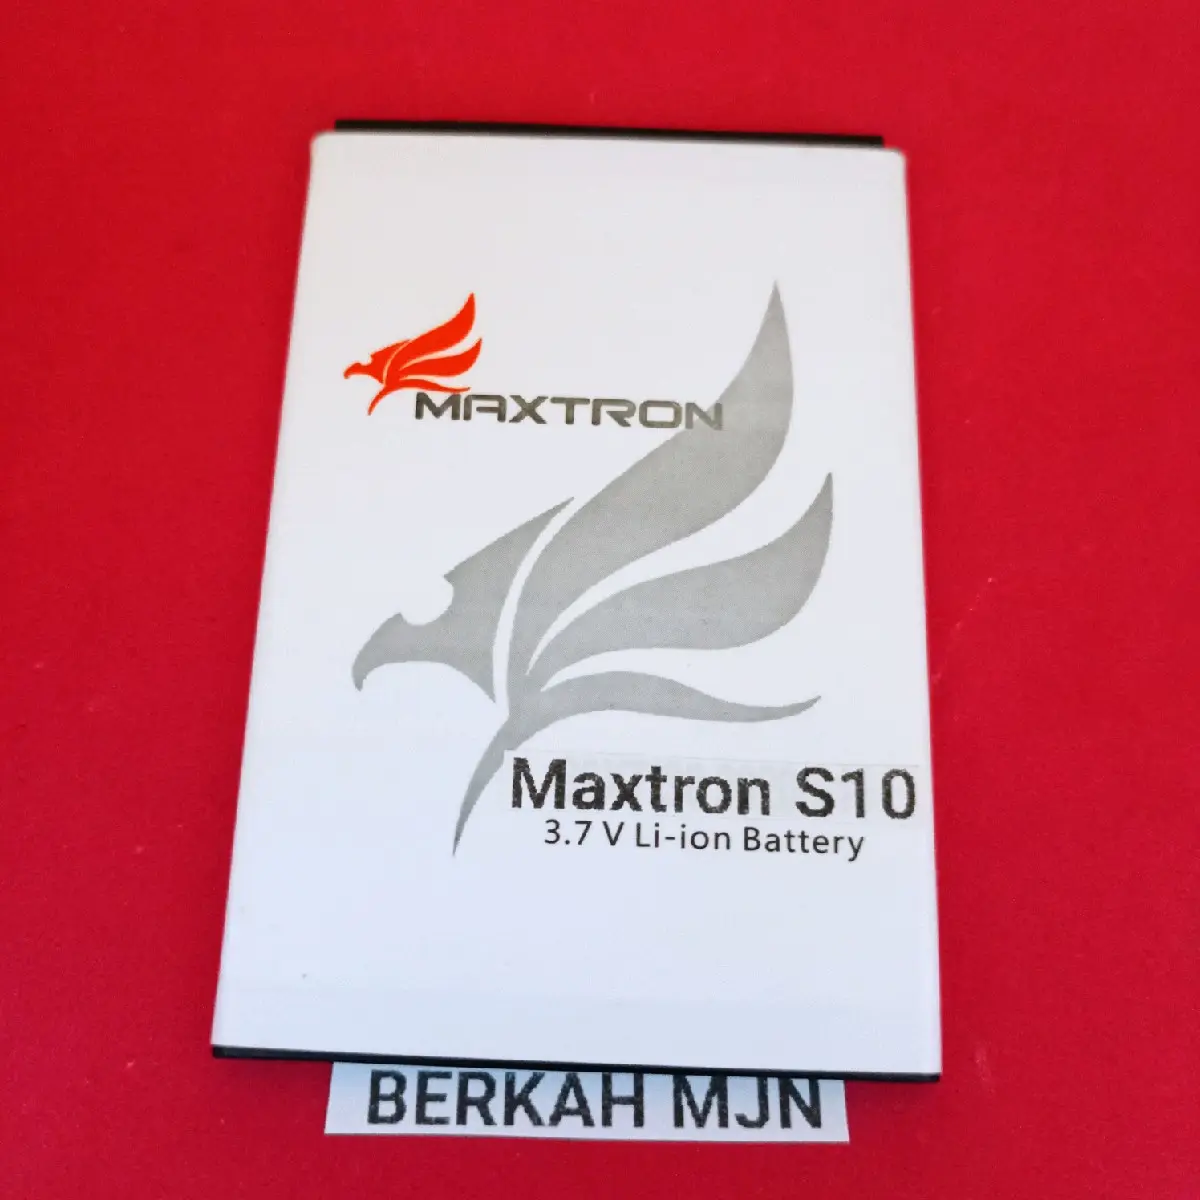 MAXTRON
Maxtron S10
3.7 V Li-ion Battery
BERKAH MJN